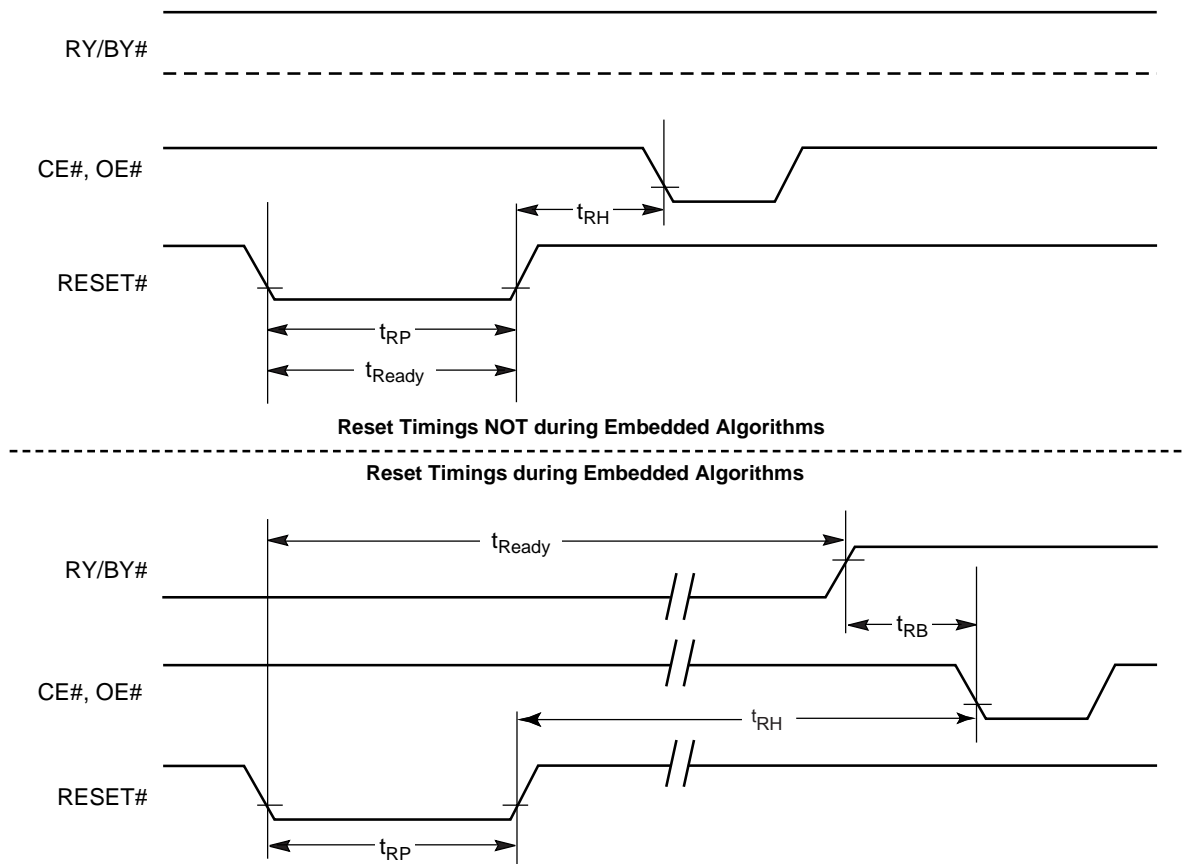 RY/BY#
CE#, OE#
tRH
RESET#
tRP
tReady
Reset Timings NOT during Embedded Algorithms
Reset Timings during Embedded Algorithms
tReady
RY/BY#
tRB
CE#, OE#
tRH
RESET#
tRP